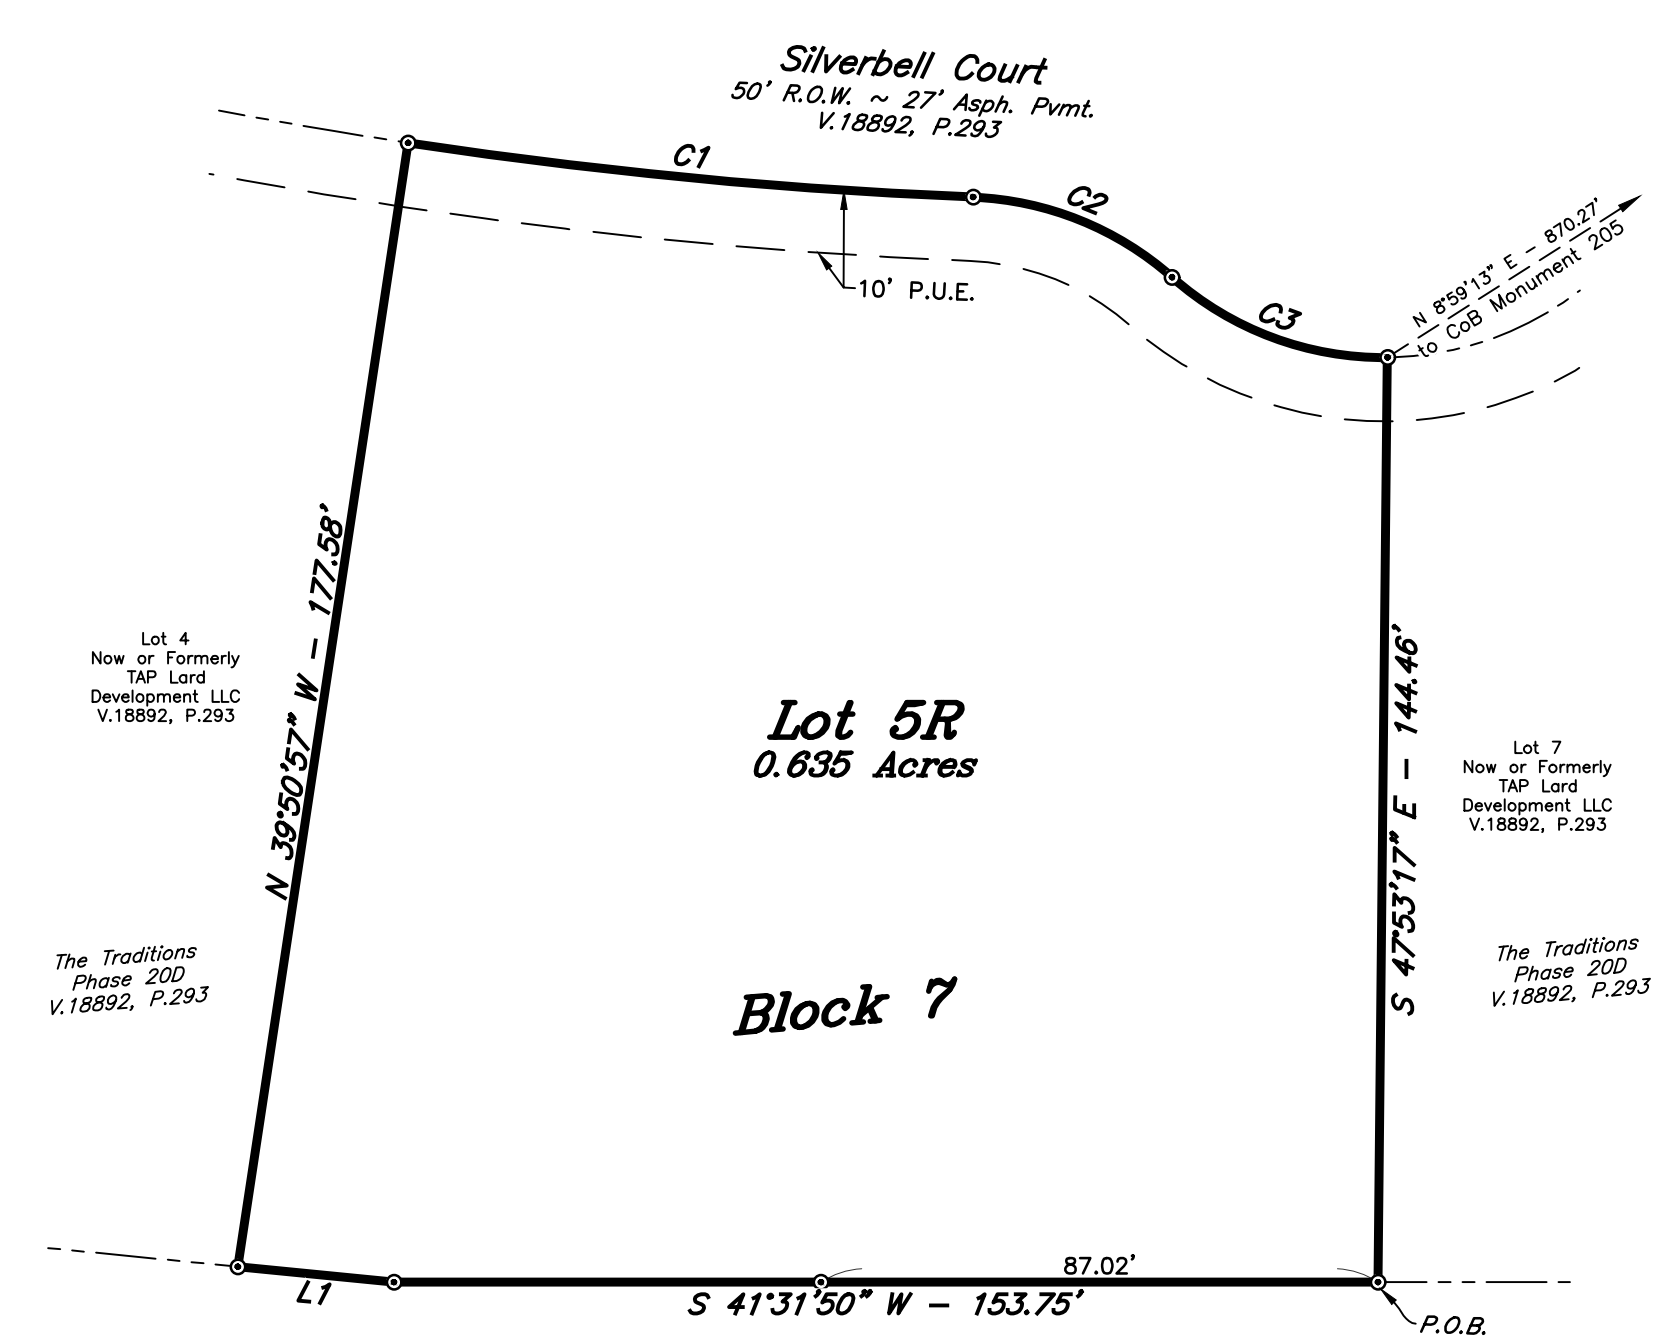 Silverbell Court
50' R.O.W. ~ 27' Asph. Pvmt.
V.18892, P.293
C1
C2
C3
N 8°59'13" E - 870.27'
to CoB Monument 205
10' P.U.E.
N 39°50'57" W - 177.58'
Lot 4
Now or Formerly
TAP Lard
Development LLC
V.18892, P.293
Lot 5R
0.635 Acres
S 47°53'17" E - 144.46'
Lot 7
Now or Formerly
TAP Lard
Development LLC
V.18892, P.293
The Traditions
Phase 20D
V.18892, P.293
Block 7
The Traditions
Phase 20D
V.18892, P.293
L1
87.02'
S 41°31'50" W - 153.75'
P.O.B.